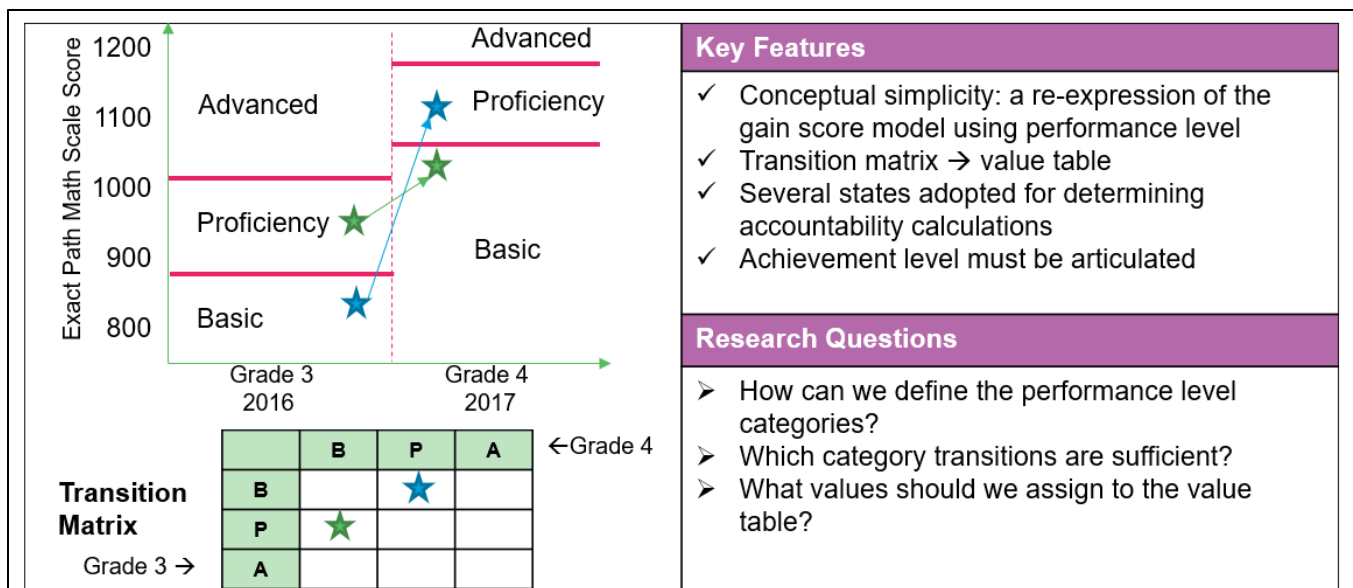 Exact Path Math Scale Score
1200
1100
1000
900
800
Advanced
Proficiency
Basic
Advanced
Proficiency
Basic
Grade 3
2016
Grade 4
2017
B P A
←Grade 4
Transition
Matrix
B
P
A
Grade 3 →
Key Features
✓ Conceptual simplicity: a re-expression of the
gain score model using performance level
✓ Transition matrix → value table
✓ Several states adopted for determining
accountability calculations
✓ Achievement level must be articulated
Research Questions
➢ How can we define the performance level
categories?
➢ Which category transitions are sufficient?
➢ What values should we assign to the value
table?